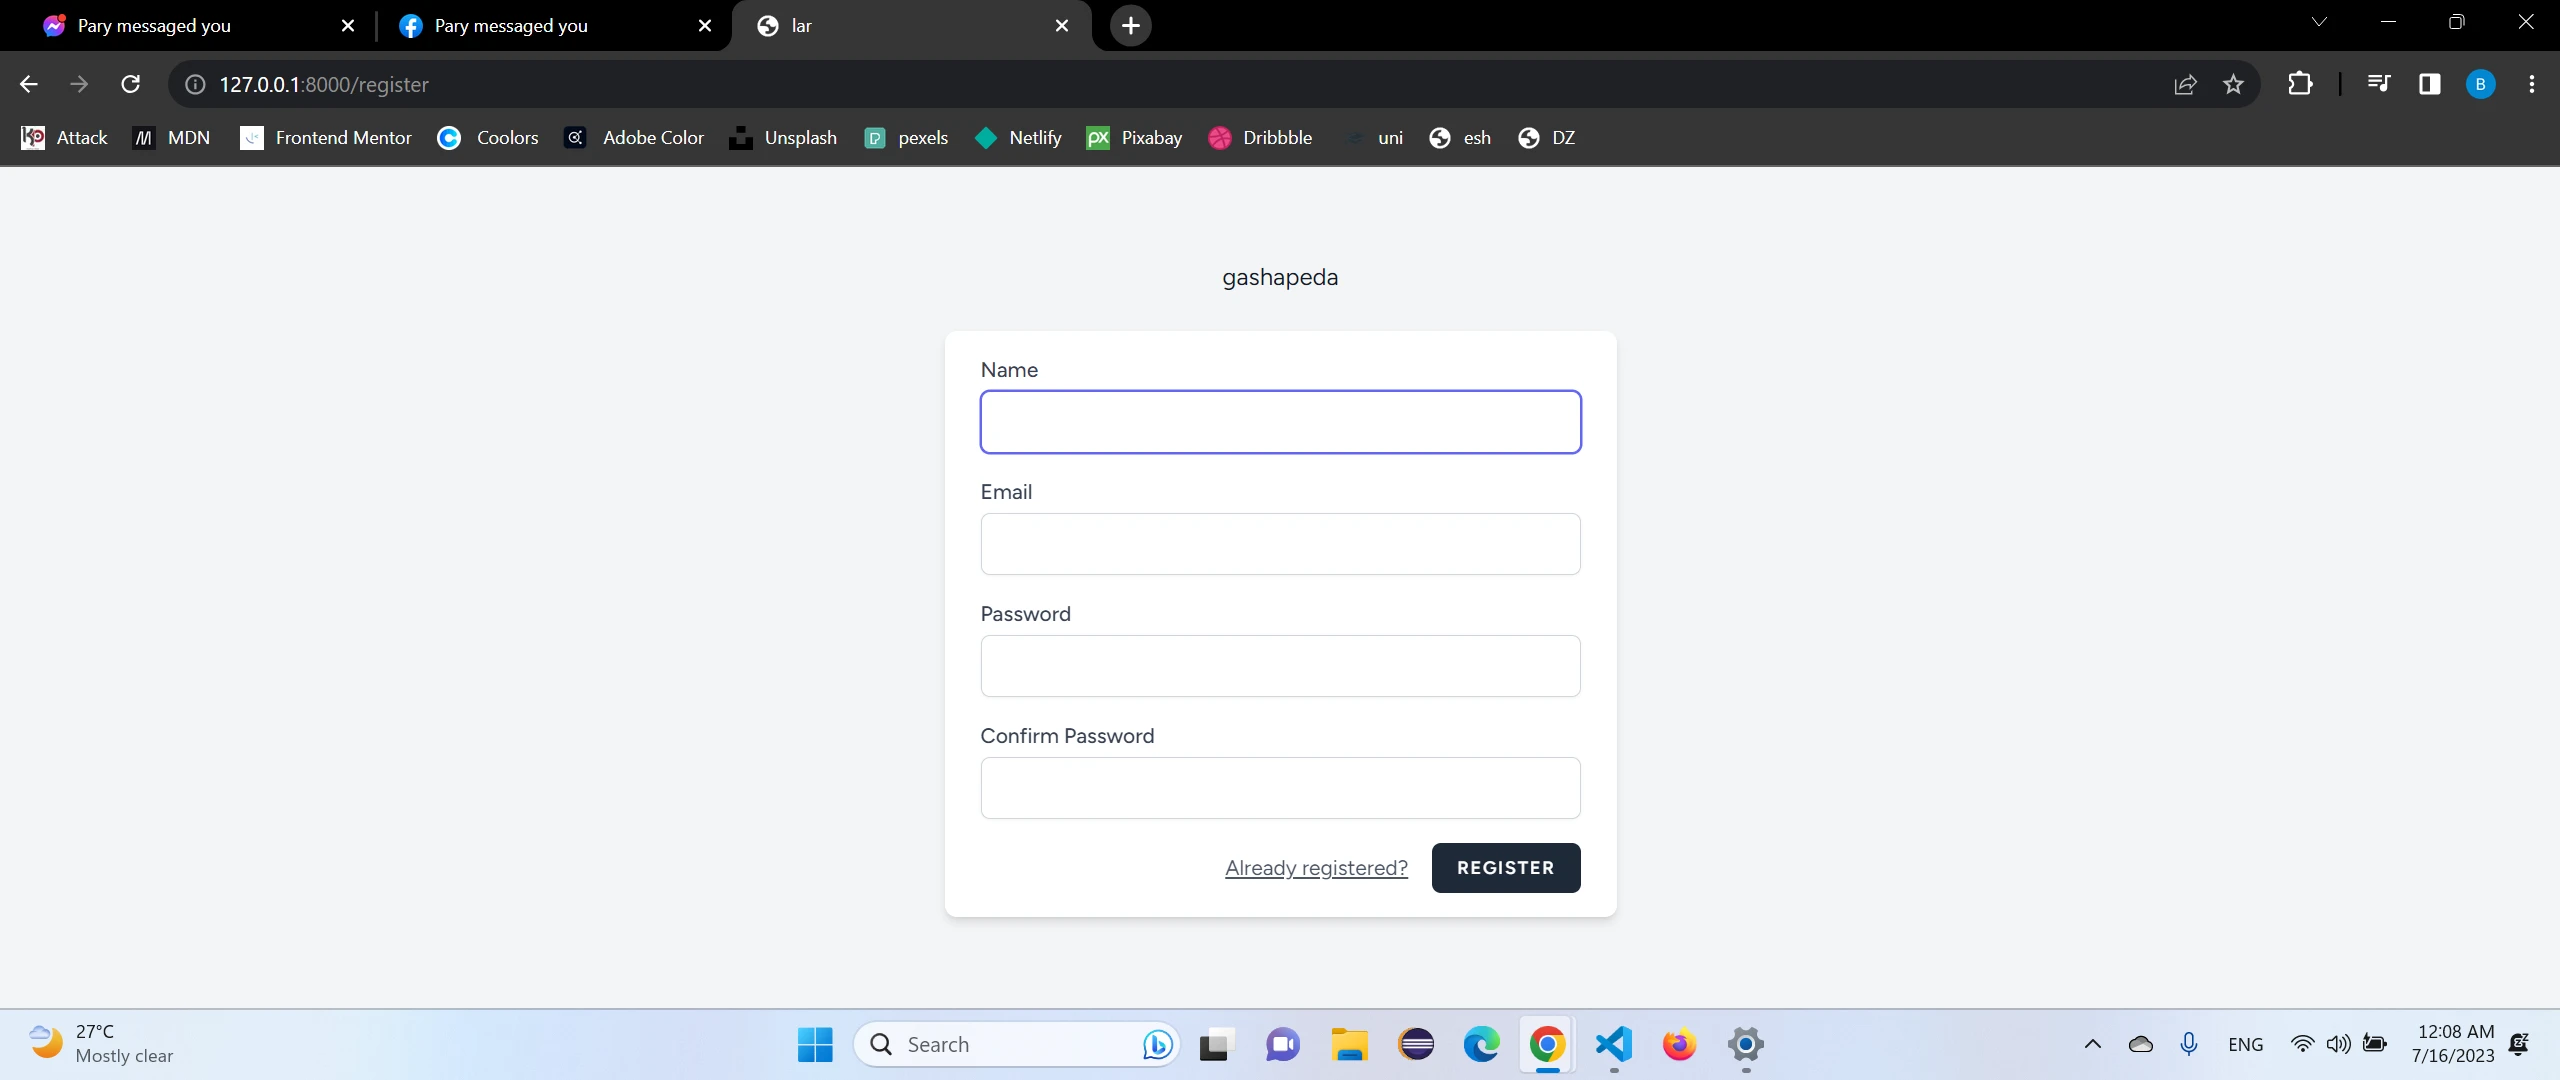 Pary messaged you
Pary messaged you
lar
127.0.0.1:8000/register
B
Attack
MDN
Frontend Mentor
Coolors
Adobe Color
Unsplash
pexels
Netlify
Pixabay
Dribbble
uni
esh
DZ
gashapeda
Name
Email
Password
Confirm Password
Already registered?
REGISTER
27°C
Mostly clear
Search
ENG
12:08 AM
7/16/2023